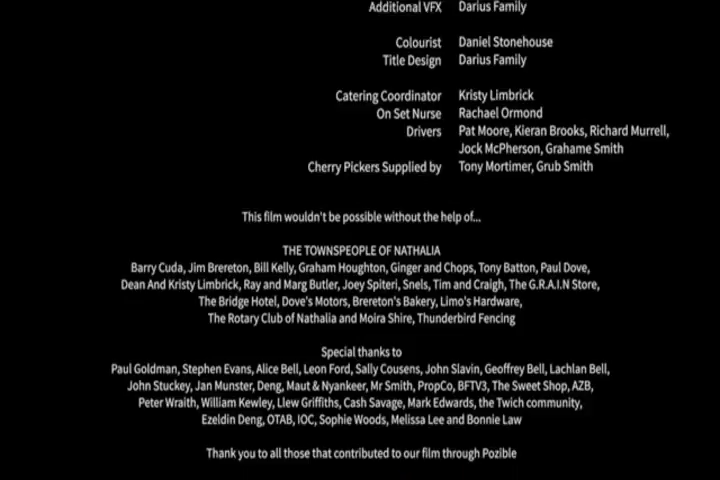 Additional VFX Darius Family
Colourist Daniel Stonehouse
Title Design Darius Family
Catering Coordinator Kristy Limbrick
On Set Nurse Rachael Ormond
Drivers Pat Moore, Kieran Brooks, Richard Murrell,
Jock McPherson, Grahame Smith
Cherry Pickers Supplied by Tony Mortimer, Grub Smith
This film wouldn't be possible without the help of...
THE TOWNSPEOPLE OF NATHALIA
Barry Cuda, Jim Brereton, Bill Kelly, Graham Houghton, Ginger and Chops, Tony Batton, Paul Dove,
Dean And Kristy Limbrick, Ray and Marg Butler, Joey Spiteri, Snels, Tim and Craigh, The G.R.A.I.N Store,
The Bridge Hotel, Dove's Motors, Brereton's Bakery, Limo's Hardware,
The Rotary Club of Nathalia and Moira Shire, Thunderbird Fencing
Special thanks to
Paul Goldman, Stephen Evans, Alice Bell, Leon Ford, Sally Cousens, John Slavin, Geoffrey Bell, Lachlan Bell,
John Stuckey, Jan Munster, Deng, Maut & Nyankeer, Mr Smith, PropCo, BFTV3, The Sweet Shop, AZB,
Peter Wraith, William Kewley, Llew Griffiths, Cash Savage, Mark Edwards, the Twich community,
Ezeldin Deng, OTAB, IOC, Sophie Woods, Melissa Lee and Bonnie Law
Thank you to all those that contributed to our film through Pozible